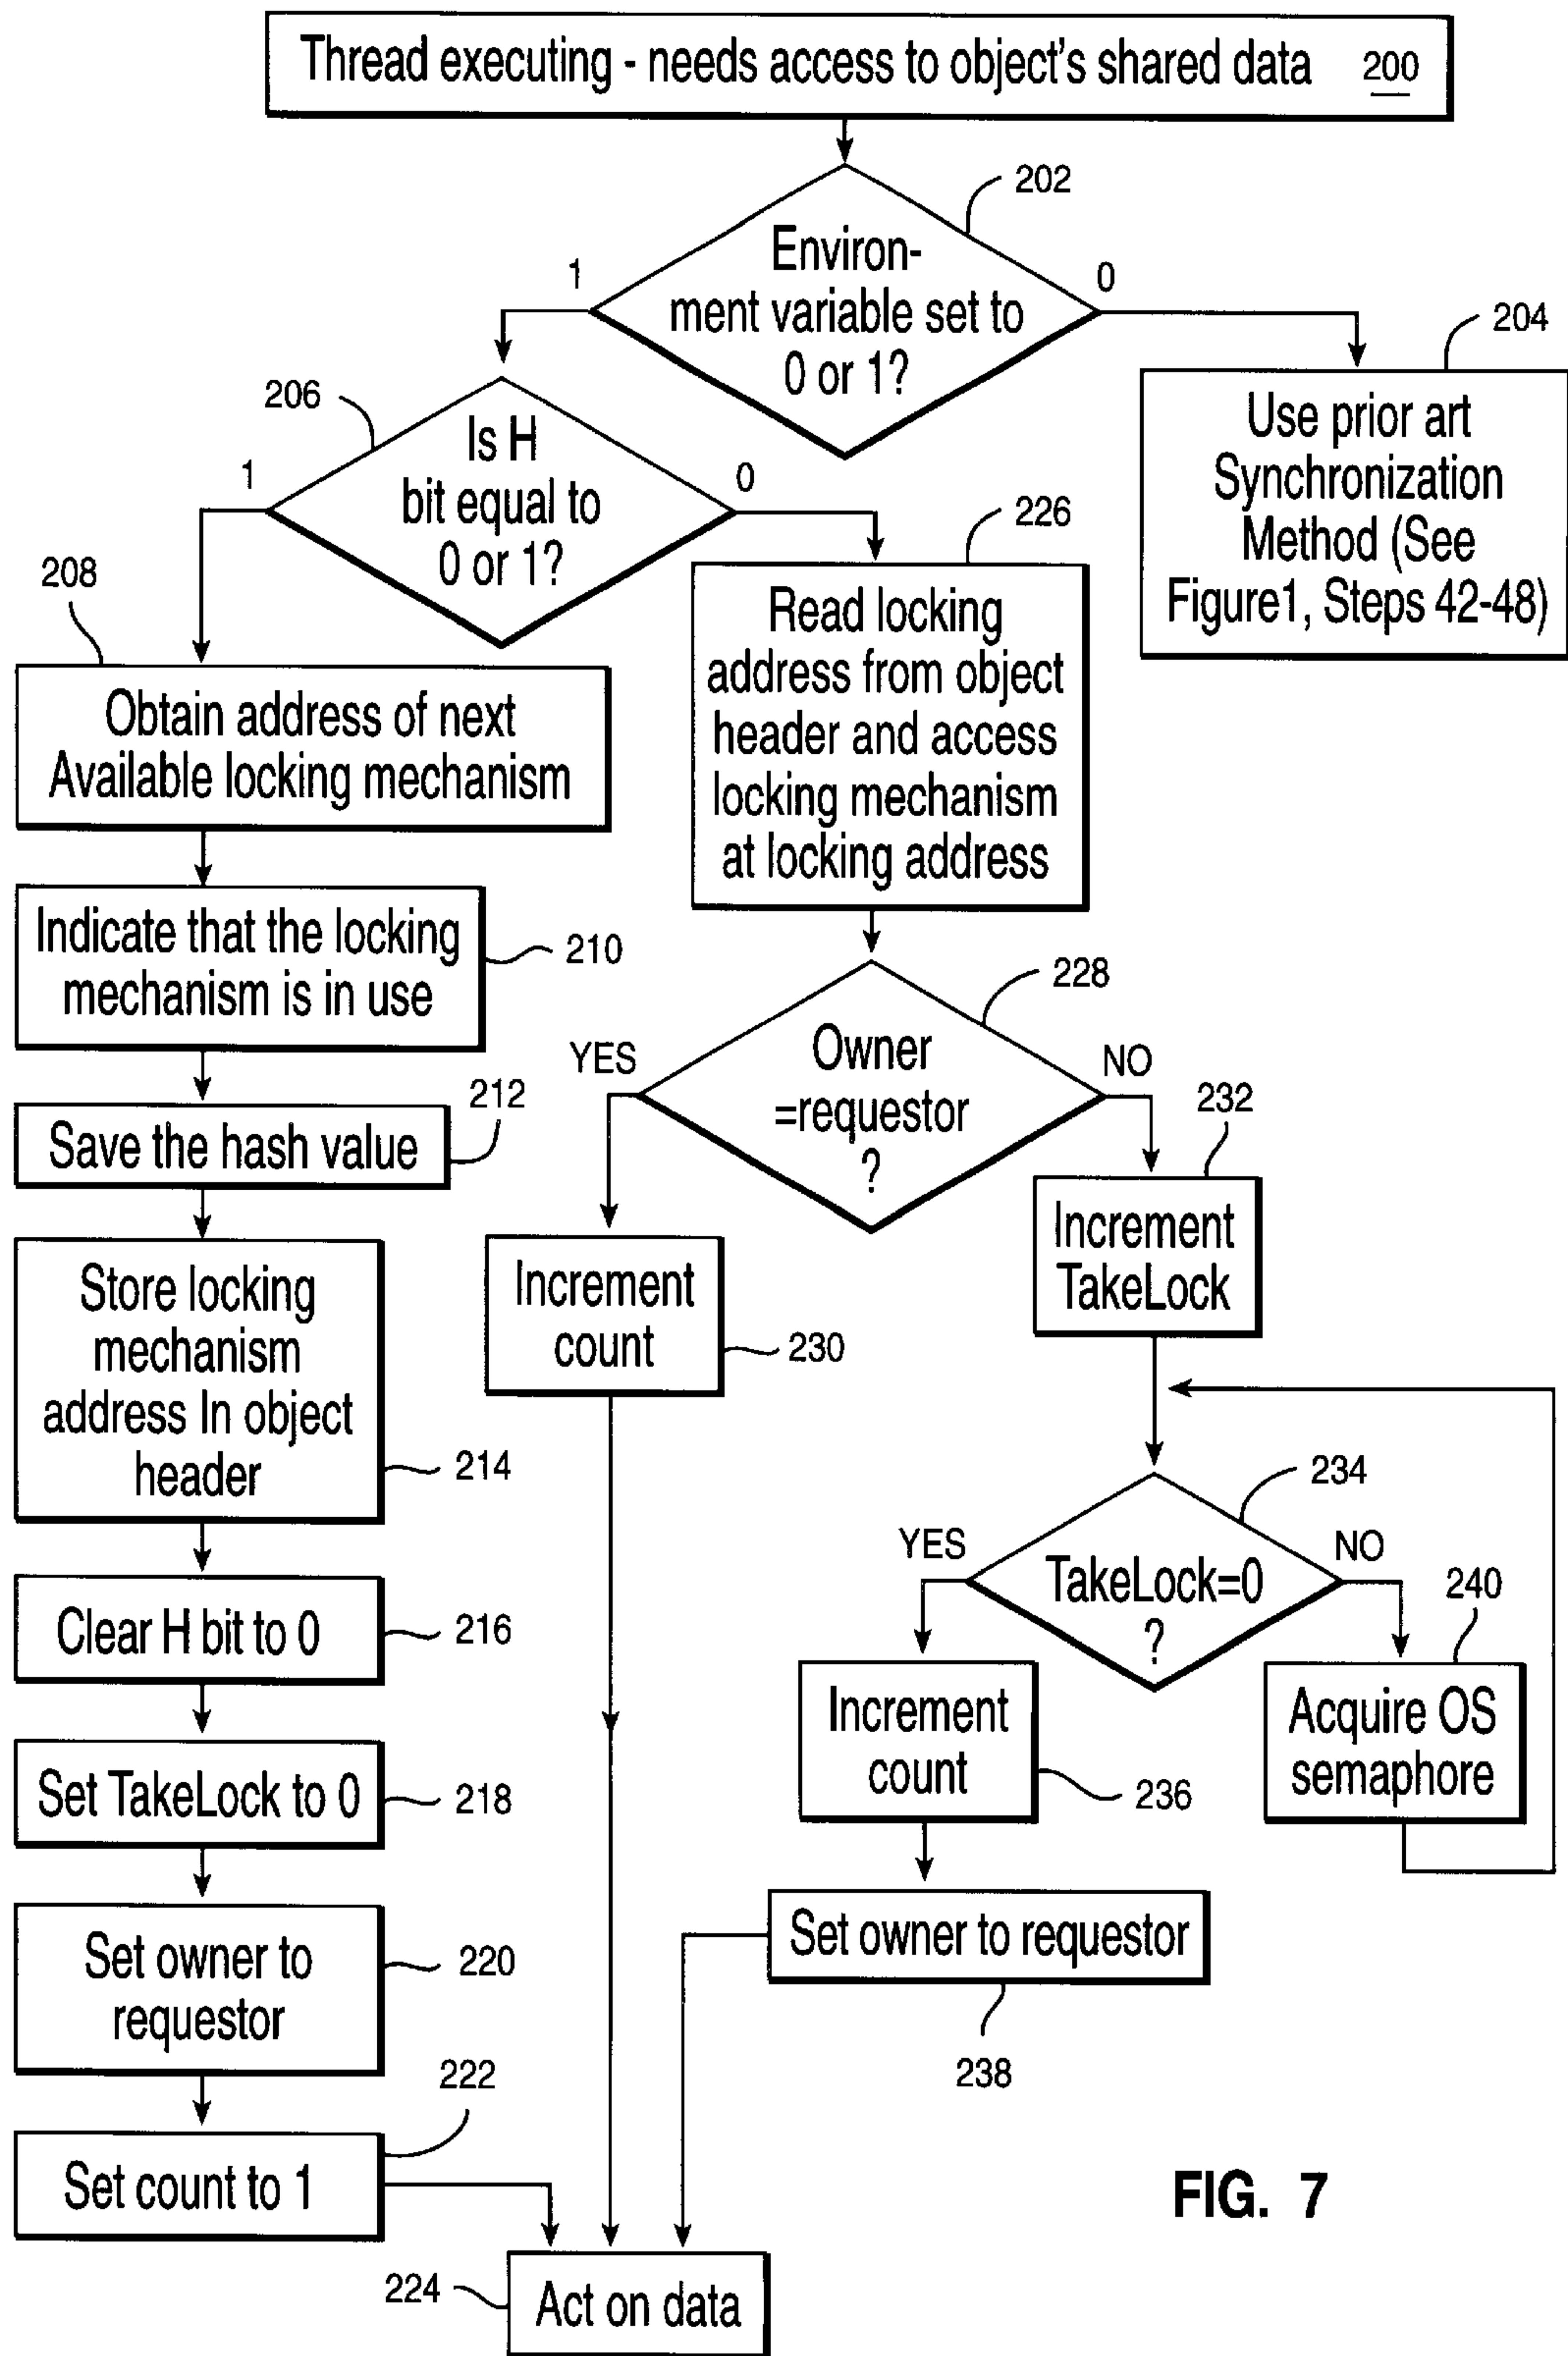 Thread executing - needs access to object's shared data 200
202
Environ-
ment variable set to
0 or 1?
1
0
204
Use prior art
Synchronization
Method (See
Figure1, Steps 42-48)
206
Is H
bit equal to
0 or 1?
1
0
208
Obtain address of next
Available locking mechanism
226
Read locking
address from object
header and access
locking mechanism
at locking address
Indicate that the locking
mechanism is in use
210
228
Owner
=requestor
?
YES
NO
212
Save the hash value
232
Increment
TakeLock
Increment
count
230
Store locking
mechanism
address In object
header
214
234
TakeLock=0
?
YES
NO
240
Acquire OS
semaphore
Clear H bit to 0
216
Increment
count
236
Set TakeLock to 0
218
Set owner to requestor
238
Set owner to
requestor
220
222
Set count to 1
224
Act on data
FIG. 7